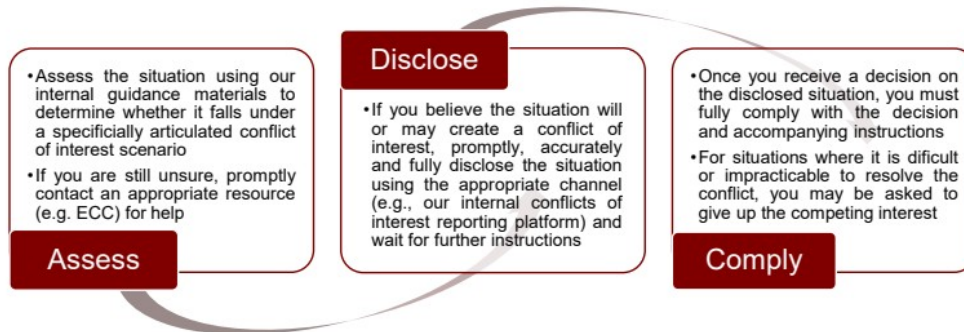 •Assess the situation using our
internal guidance materials to
determine whether it falls under
a specificially articulated conflict
of interest scenario
•If you are still unsure, promptly
contact an appropriate resource
(e.g. ECC) for help
Assess
Disclose
•If you believe the situation will
or may create a conflict of
interest, promptly, accurately
and fully disclose the situation
using the appropriate channel
(e.g., our internal conflicts of
interest reporting platform) and
wait for further instructions
•Once you receive a decision on
the disclosed situation, you must
fully comply with the decision
and accompanying instructions
•For situations where it is dificult
or impracticable to resolve the
conflict, you may be asked to
give up the competing interest
Comply